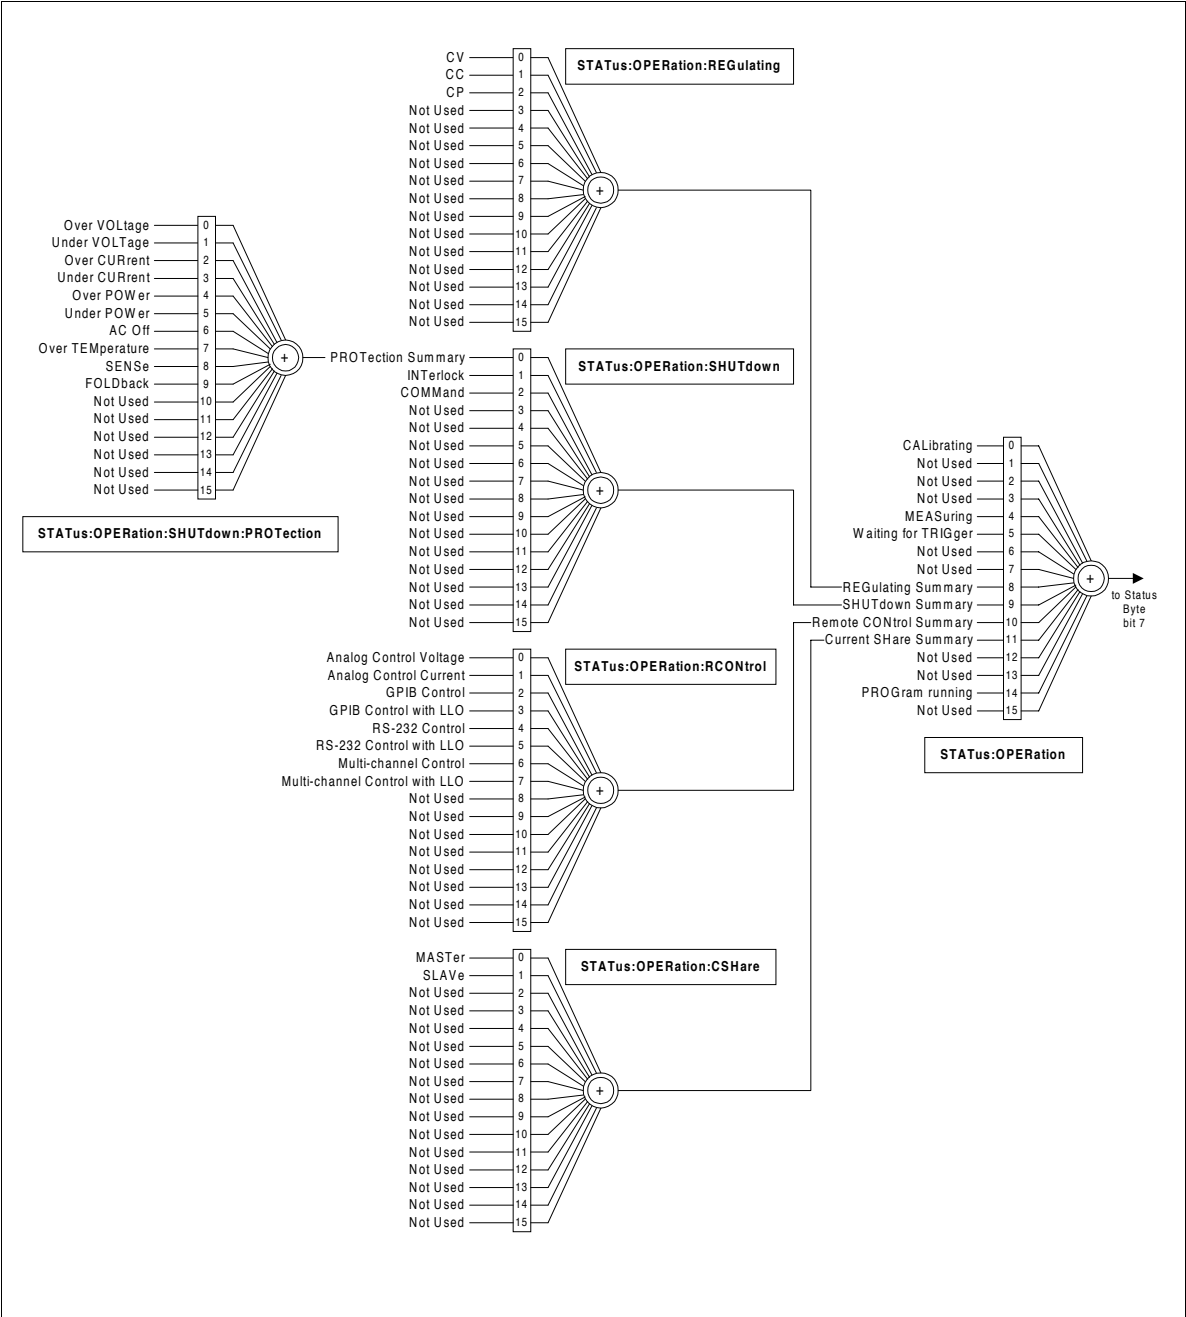 CV 0
CC 1
CP 2
Not Used 3
Not Used 4
Not Used 5
Not Used 6
Not Used 7
Not Used 8
Not Used 9
Not Used 10
Not Used 11
Not Used 12
Not Used 13
Not Used 14
Not Used 15
STATus:OPERation:REGulating
+
Over VOLtage 0
Under VOLTage 1
Over CURrent 2
Under CURrent 3
Over POWer 4
Under POWer 5
AC Off 6
Over TEMperature 7
SENSe 8
FOLDback 9
Not Used 10
Not Used 11
Not Used 12
Not Used 13
Not Used 14
Not Used 15
+
STATus:OPERation:SHUTdown:PROTection
PROTection Summary 0
INTerlock 1
COMMand 2
Not Used 3
Not Used 4
Not Used 5
Not Used 6
Not Used 7
Not Used 8
Not Used 9
Not Used 10
Not Used 11
Not Used 12
Not Used 13
Not Used 14
Not Used 15
STATus:OPERation:SHUTdown
+
Analog Control Voltage 0
Analog Control Current 1
GPIB Control 2
GPIB Control with LLO 3
RS-232 Control 4
RS-232 Control with LLO 5
Multi-channel Control 6
Multi-channel Control with LLO 7
Not Used 8
Not Used 9
Not Used 10
Not Used 11
Not Used 12
Not Used 13
Not Used 14
Not Used 15
STATus:OPERation:RCONtrol
+
MASTer 0
SLAVe 1
Not Used 2
Not Used 3
Not Used 4
Not Used 5
Not Used 6
Not Used 7
Not Used 8
Not Used 9
Not Used 10
Not Used 11
Not Used 12
Not Used 13
Not Used 14
Not Used 15
STATus:OPERation:CSHare
+
CALibrating 0
Not Used 1
Not Used 2
Not Used 3
MEASuring 4
Waiting for TRIGger 5
Not Used 6
Not Used 7
REGulating Summary 8
SHUTdown Summary 9
Remote CONtrol Summary 10
Current SHare Summary 11
Not Used 12
Not Used 13
PROGram running 14
Not Used 15
+
to Status
Byte
bit 7
STATus:OPERation